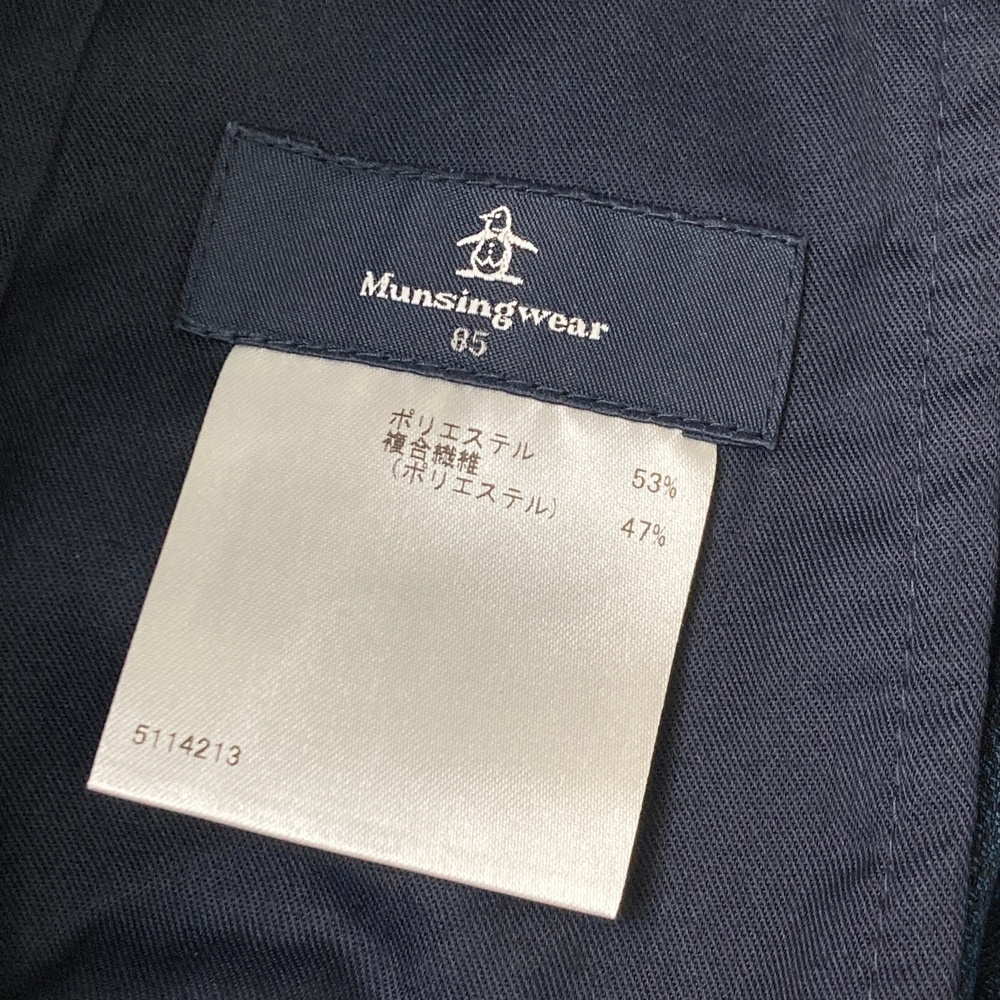 Munsingwear
85
ポリエステル 53%
複合繊維
(ポリエステル) 47%
5114213